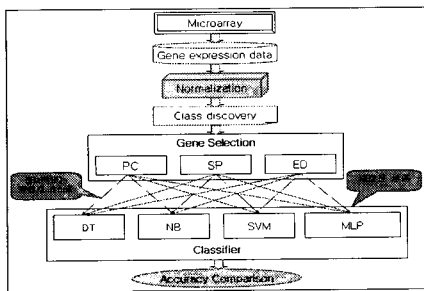 Microarray
Gene expression data
Normalization
Class discovery
Gene Selection
PC SP ED
DT NB SVM MLP
Classifier
Accuracy Comparison